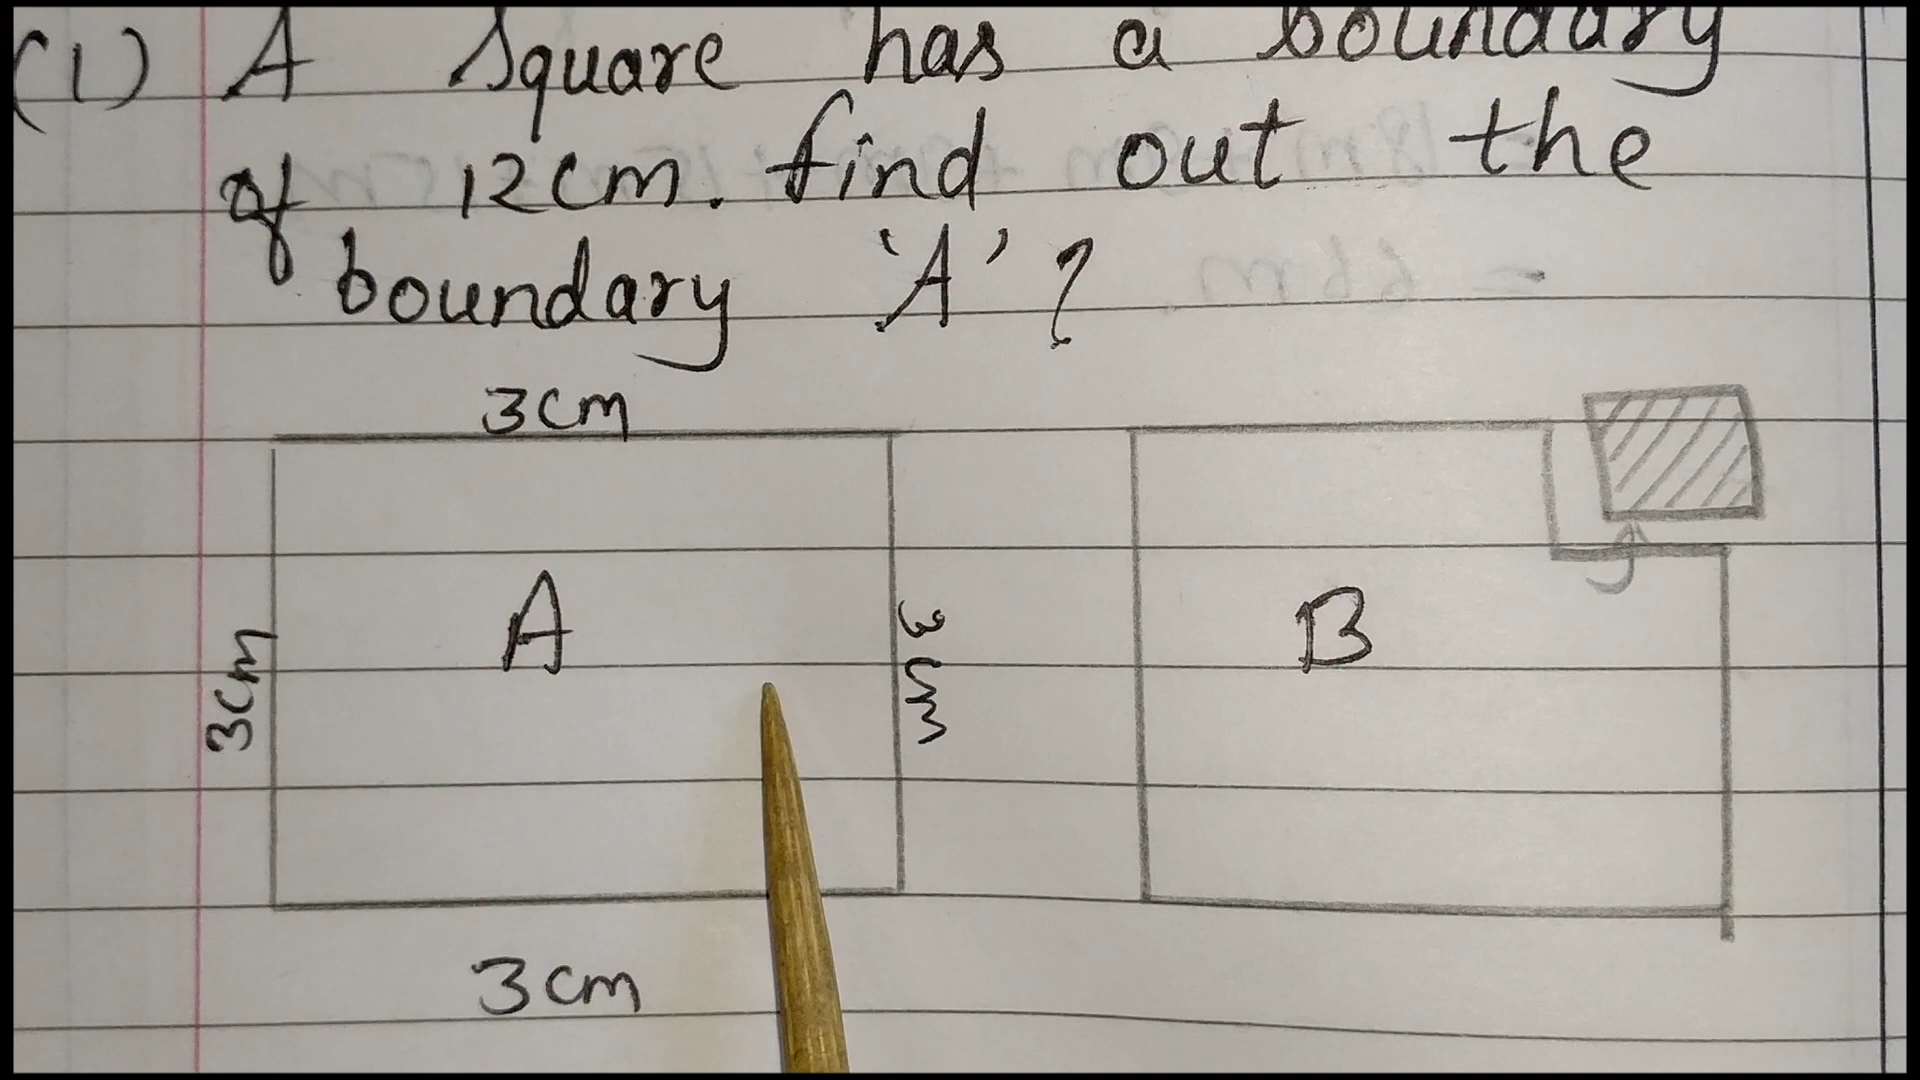 (1) A Square has a boundary
of 12cm. find out the
boundary 'A' ?
3cm
A
B
3cm
3cm
3cm